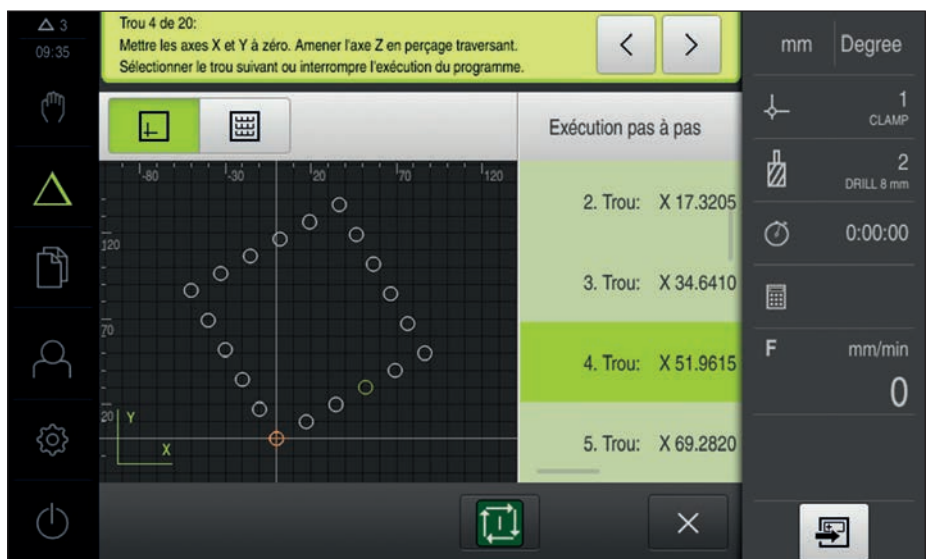 3
09:35
Trou 4 de 20:
Mettre les axes X et Y à zéro. Amener l'axe Z en perçage traversant.
Sélectionner le trou suivant ou interrompre l'exécution du programme.
mm Degree
1
CLAMP
2
DRILL 8 mm
0:00:00
F mm/min
0
Exécution pas à pas
2. Trou: X 17.3205
3. Trou: X 34.6410
4. Trou: X 51.9615
5. Trou: X 69.2820
-80 -30 20 70 120
120
70
20
Y
X